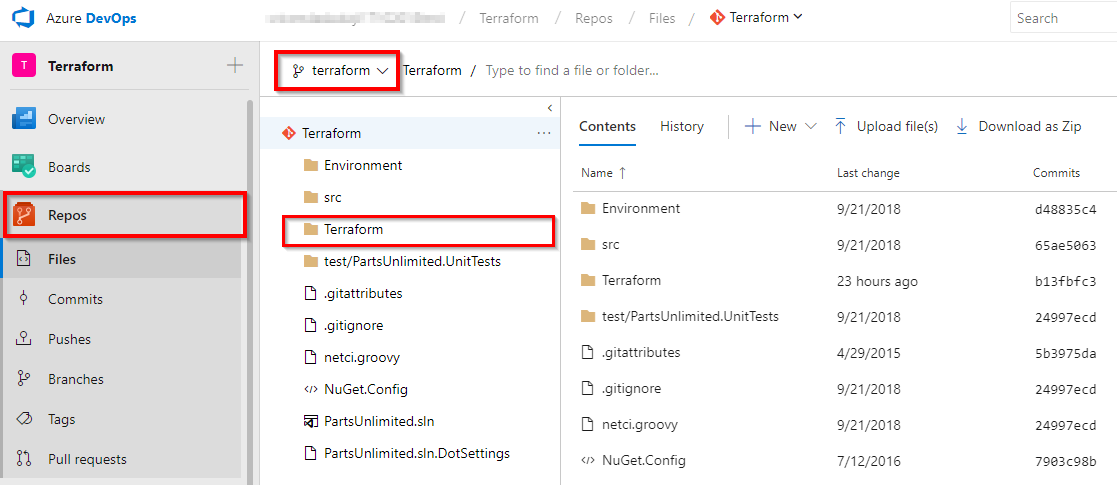 Azure DevOps / Terraform / Repos / Files / Terraform Search
T Terraform
terraform Terraform / Type to find a file or folder...
Overview
Boards
Repos
Files
Commits
Pushes
Branches
Tags
Pull requests
Terraform ...
Environment
src
Terraform
test/PartsUnlimited.UnitTests
.gitattributes
.gitignore
netci.groovy
NuGet.Config
PartsUnlimited.sln
PartsUnlimited.sln.DotSettings
Contents History New Upload file(s) Download as Zip
Name ↑ Last change Commits
Environment 9/21/2018 d48835c4
src 9/21/2018 65ae5063
Terraform 23 hours ago b13fbfc3
test/PartsUnlimited.UnitTests 9/21/2018 24997ecd
.gitattributes 4/29/2015 5b3975da
.gitignore 9/21/2018 24997ecd
netci.groovy 9/21/2018 24997ecd
NuGet.Config 7/12/2016 7903c98b